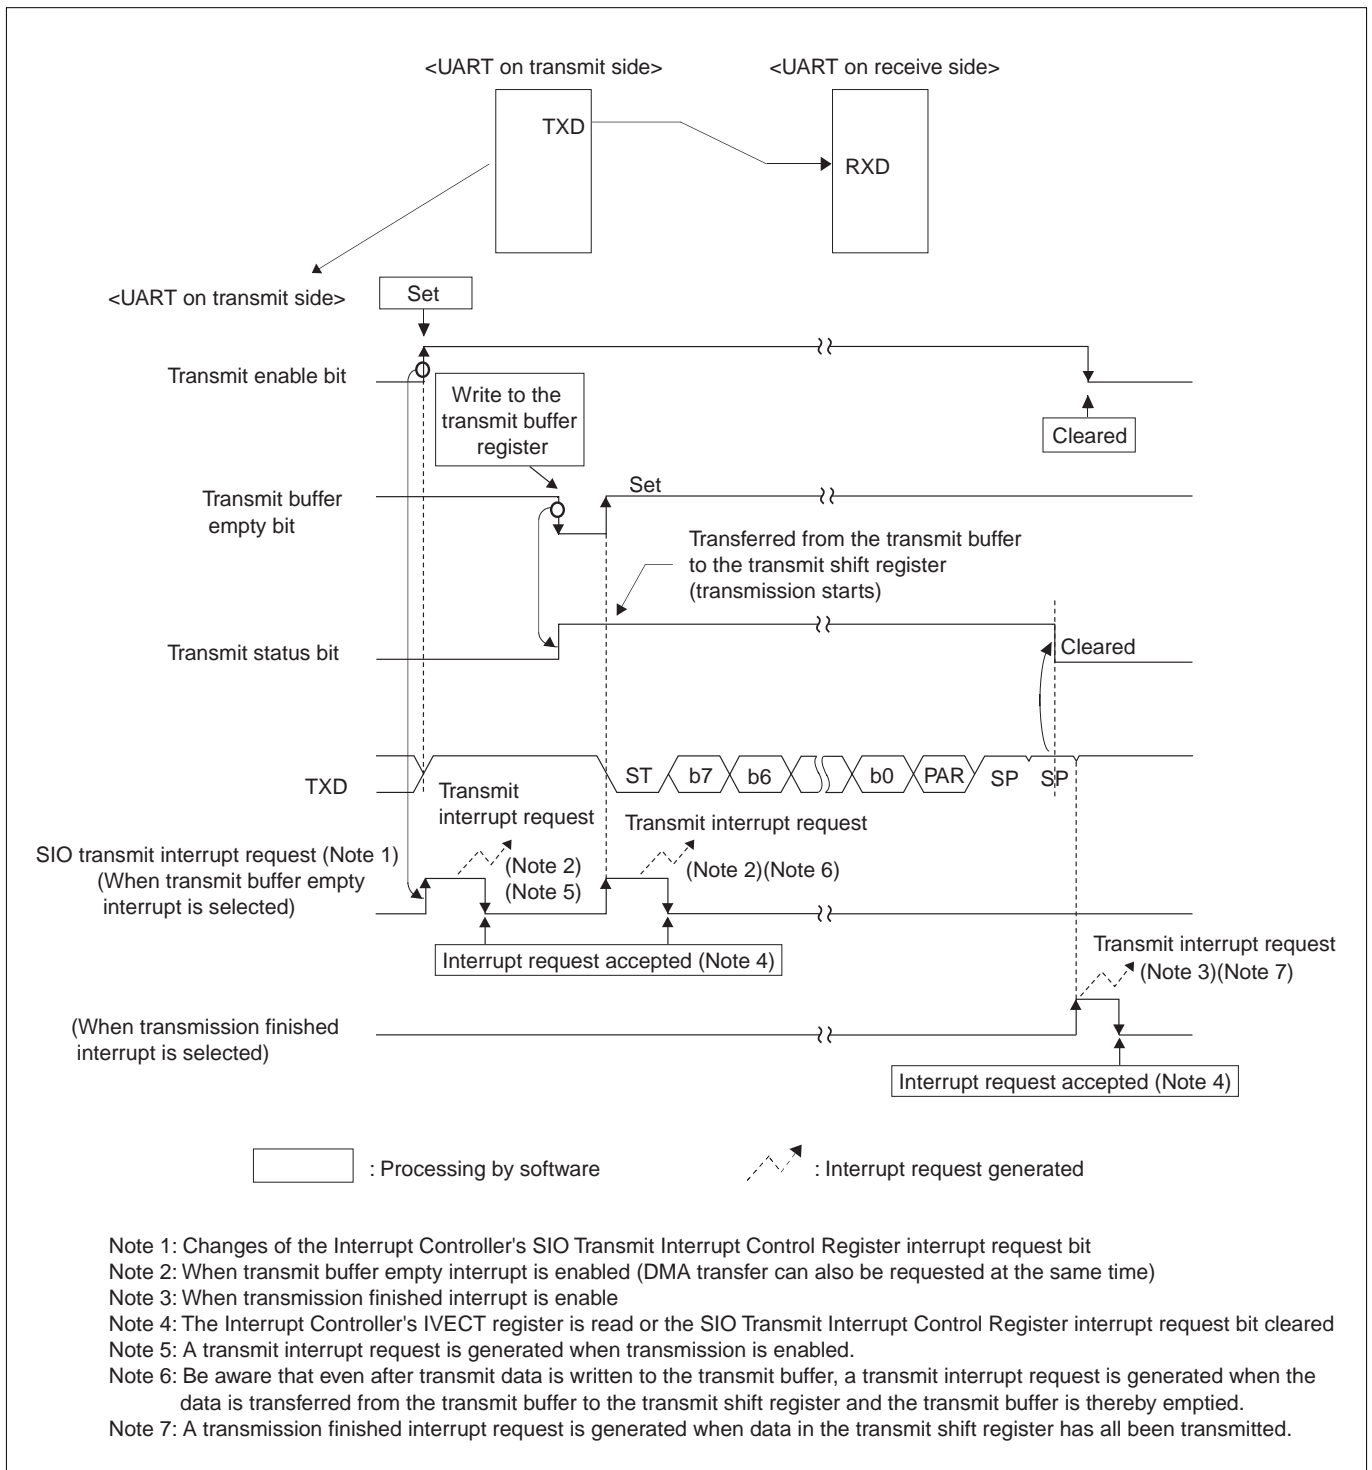 <UART on transmit side>
<UART on receive side>
TXD
RXD
<UART on transmit side>
Set
Transmit enable bit
Write to the
transmit buffer
register
Cleared
Transmit buffer
empty bit
Set
Transferred from the transmit buffer
to the transmit shift register
(transmission starts)
Transmit status bit
Cleared
TXD
ST
b7
b6
b0
PAR
SP
SP
Transmit
interrupt request
(Note 2)
(Note 5)
Transmit interrupt request
(Note 2)(Note 6)
SIO transmit interrupt request (Note 1)
(When transmit buffer empty
interrupt is selected)
Interrupt request accepted (Note 4)
Transmit interrupt request
(Note 3)(Note 7)
(When transmission finished
interrupt is selected)
Interrupt request accepted (Note 4)
: Processing by software
: Interrupt request generated
Note 1: Changes of the Interrupt Controller's SIO Transmit Interrupt Control Register interrupt request bit
Note 2: When transmit buffer empty interrupt is enabled (DMA transfer can also be requested at the same time)
Note 3: When transmission finished interrupt is enable
Note 4: The Interrupt Controller's IVECT register is read or the SIO Transmit Interrupt Control Register interrupt request bit cleared
Note 5: A transmit interrupt request is generated when transmission is enabled.
Note 6: Be aware that even after transmit data is written to the transmit buffer, a transmit interrupt request is generated when the
data is transferred from the transmit buffer to the transmit shift register and the transmit buffer is thereby emptied.
Note 7: A transmission finished interrupt request is generated when data in the transmit shift register has all been transmitted.